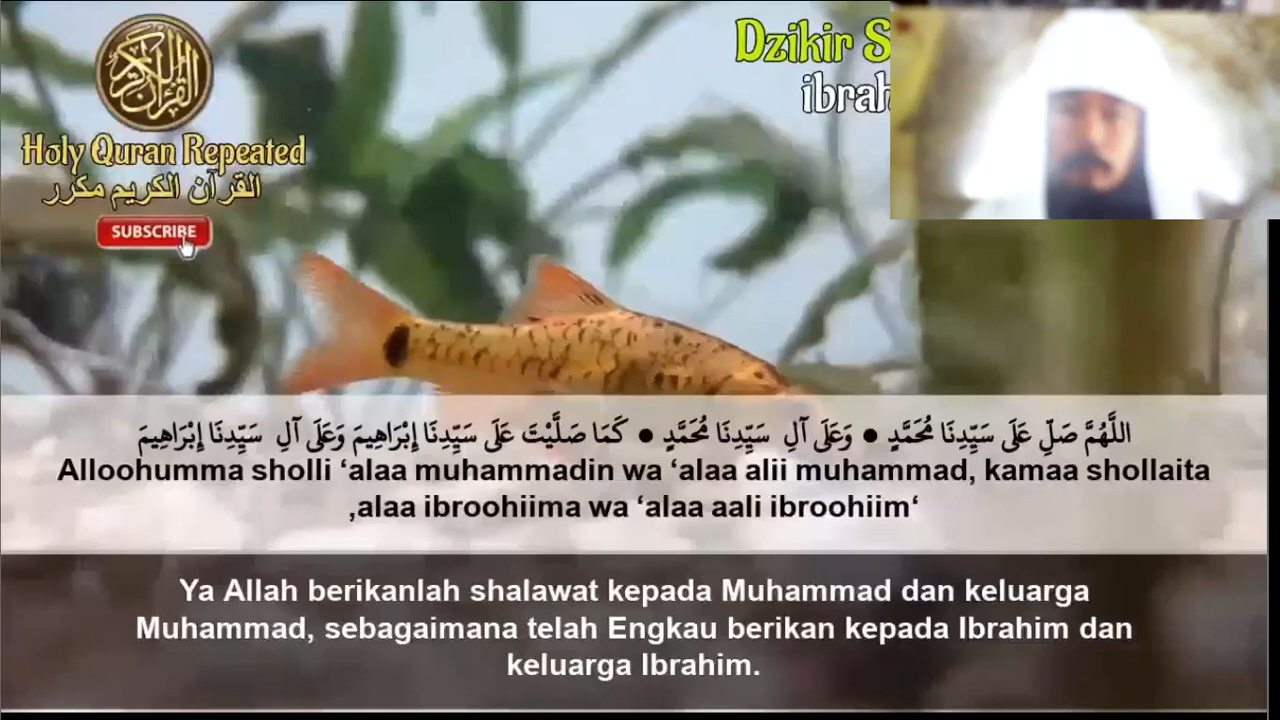 القرآن الكريم
Holy Quran Repeated
القرآن الكريم مكرر
SUBSCRIBE
Dzikir S
ibrah
اللَّهُمَّ صَلِّ عَلَى سَيِّدِنَا مُحَمَّدٍ ● وَعَلَى آلِ سَيِّدِنَا مُحَمَّدٍ ● كَمَا صَلَّيْتَ عَلَى سَيِّدِنَا إِبْرَاهِيمَ وَعَلَى آلِ سَيِّدِنَا إِبْرَاهِيمَ
Alloohumma sholli ‘alaa muhammadin wa ‘alaa alii muhammad, kamaa shollaita
,alaa ibroohiima wa ‘alaa aali ibroohiim‘
Ya Allah berikanlah shalawat kepada Muhammad dan keluarga
Muhammad, sebagaimana telah Engkau berikan kepada Ibrahim dan
keluarga Ibrahim.